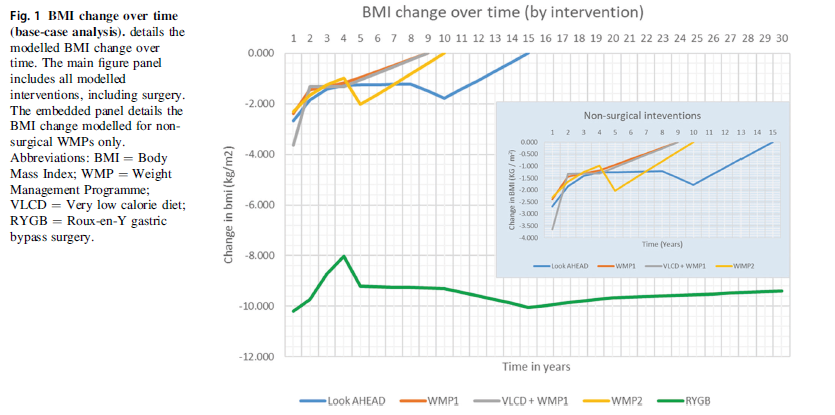 Fig. 1 BMI change over time
(base-case analysis). details the
modelled BMI change over
time. The main figure panel
includes all modelled
interventions, including surgery.
The embedded panel details the
BMI change modelled for non-
surgical WMPs only.
Abbreviations: BMI = Body
Mass Index; WMP = Weight
Management Programme;
VLCD = Very low calorie diet;
RYGB = Roux-en-Y gastric
bypass surgery.
BMI change over time (by intervention)
1 2 3 4 5 6 7 8 9 10 11 12 13 14 15 16 17 18 19 20 21 22 23 24 25 26 27 28 29 30
0.000
-2.000
-4.000
-6.000
-8.000
-10.000
-12.000
Change in bmi (kg/m2)
Time in years
Look AHEAD WMP1 VLCD + WMP1 WMP2 RYGB
Non-surgical inteventions
1 2 3 4 5 6 7 8 9 10 11 12 13 14 15
0.000
-0.500
-1.000
-1.500
-2.000
-2.500
-3.000
-3.500
-4.000
Change in BMI (KG / m²)
Time (Years)
Look AHEAD WMP1 VLCD + WMP1 WMP2